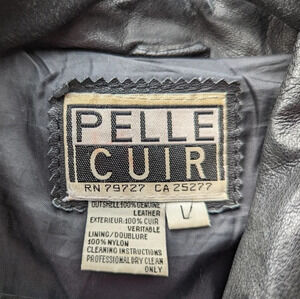 PELLE
CUIR
RN 79727 CA 25277
OUTSHELL:100% GENUINE
LEATHER
EXTERIEUR:100% CUIR
VERITABLE
LINING/DOUBLURE
100% NYLON
CLEANING INSTRUCTIONS
PROFESSIONAL DRY CLEAN
ONLY
L